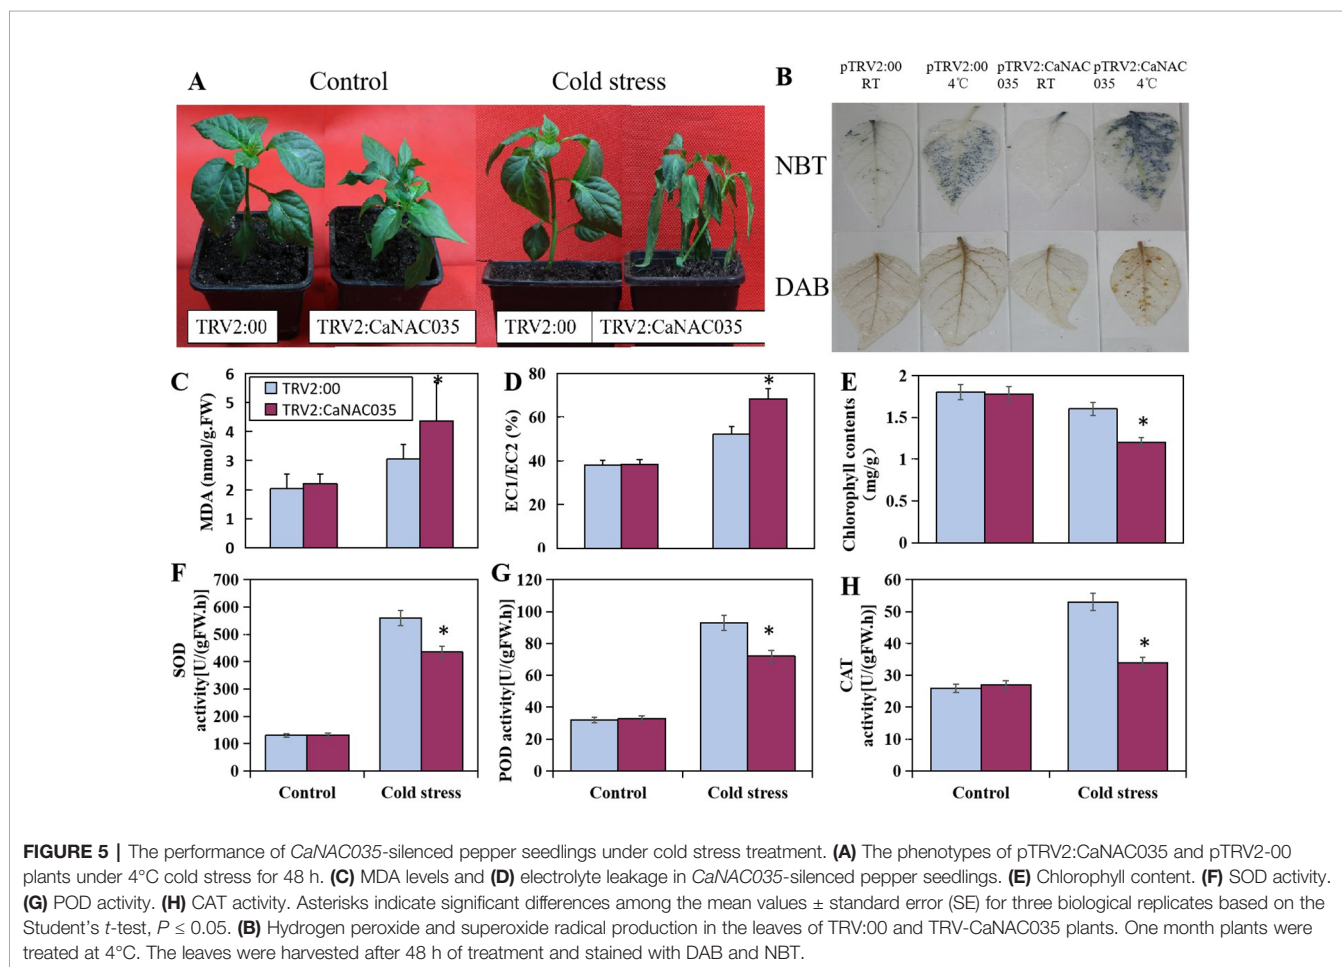 A
Control
Cold stress
TRV2:00
TRV2:CaNAC035
TRV2:00
TRV2:CaNAC035
B
pTRV2:00 pTRV2:00 pTRV2:CaNAC pTRV2:CaNAC
RT 4℃ 035 RT 035 4℃
NBT
DAB
C
MDA (nmol/g.FW)
6
5
4
3
2
1
0
TRV2:00
TRV2:CaNAC035
*
D
EC1/EC2 (%)
80
60
40
20
0
*
E
Chlorophyll contents
(mg/g)
2
1.5
1
0.5
0
*
F
SOD
activity[U/(gFW.h)]
700
600
500
400
300
200
100
0
*
Control Cold stress
G
POD activity[U/(gFW.h)]
120
100
80
60
40
20
0
*
Control Cold stress
H
CAT
activity[U/(gFW.h)]
60
50
40
30
20
10
0
*
Control Cold stress
FIGURE 5 | The performance of CaNAC035-silenced pepper seedlings under cold stress treatment. (A) The phenotypes of pTRV2:CaNAC035 and pTRV2-00
plants under 4°C cold stress for 48 h. (C) MDA levels and (D) electrolyte leakage in CaNAC035-silenced pepper seedlings. (E) Chlorophyll content. (F) SOD activity.
(G) POD activity. (H) CAT activity. Asterisks indicate significant differences among the mean values ± standard error (SE) for three biological replicates based on the
Student's t-test, P ≤ 0.05. (B) Hydrogen peroxide and superoxide radical production in the leaves of TRV:00 and TRV-CaNAC035 plants. One month plants were
treated at 4°C. The leaves were harvested after 48 h of treatment and stained with DAB and NBT.